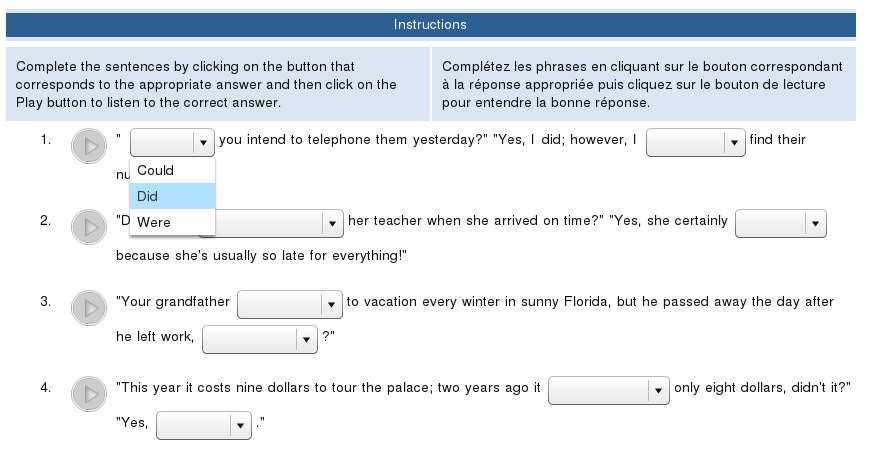 Instructions
Complete the sentences by clicking on the button that
corresponds to the appropriate answer and then click on the
Play button to listen to the correct answer.
Complétez les phrases en cliquant sur le bouton correspondant
à la réponse appropriée puis cliquez sur le bouton de lecture
pour entendre la bonne réponse.
1. " you intend to telephone them yesterday?" "Yes, I did; however, I find their
Could
Did
Were
2. her teacher when she arrived on time?" "Yes, she certainly
because she's usually so late for everything!"
3. "Your grandfather to vacation every winter in sunny Florida, but he passed away the day after
he left work, ?"
4. "This year it costs nine dollars to tour the palace; two years ago it only eight dollars, didn't it?"
"Yes, ."